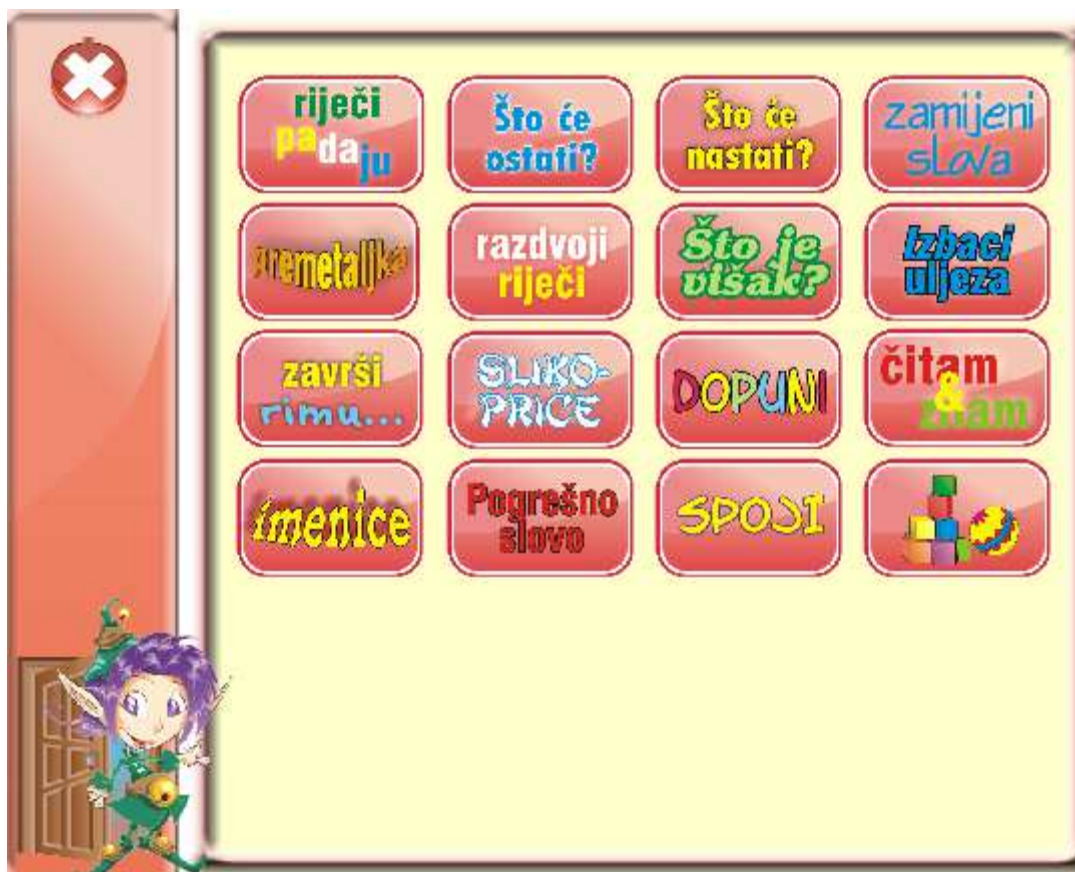 riječi
padaju
Što će
ostati?
Što će
nastati?
zamijeni
slova
premetaljka
razdvoji
riječi
Što je
višak?
Izbaci
uljeza
završi
rimu...
SLIKO-
PRIČE
DOPUNI
čitam
&
znam
imenice
Pogrešno
slovo
SPOJI